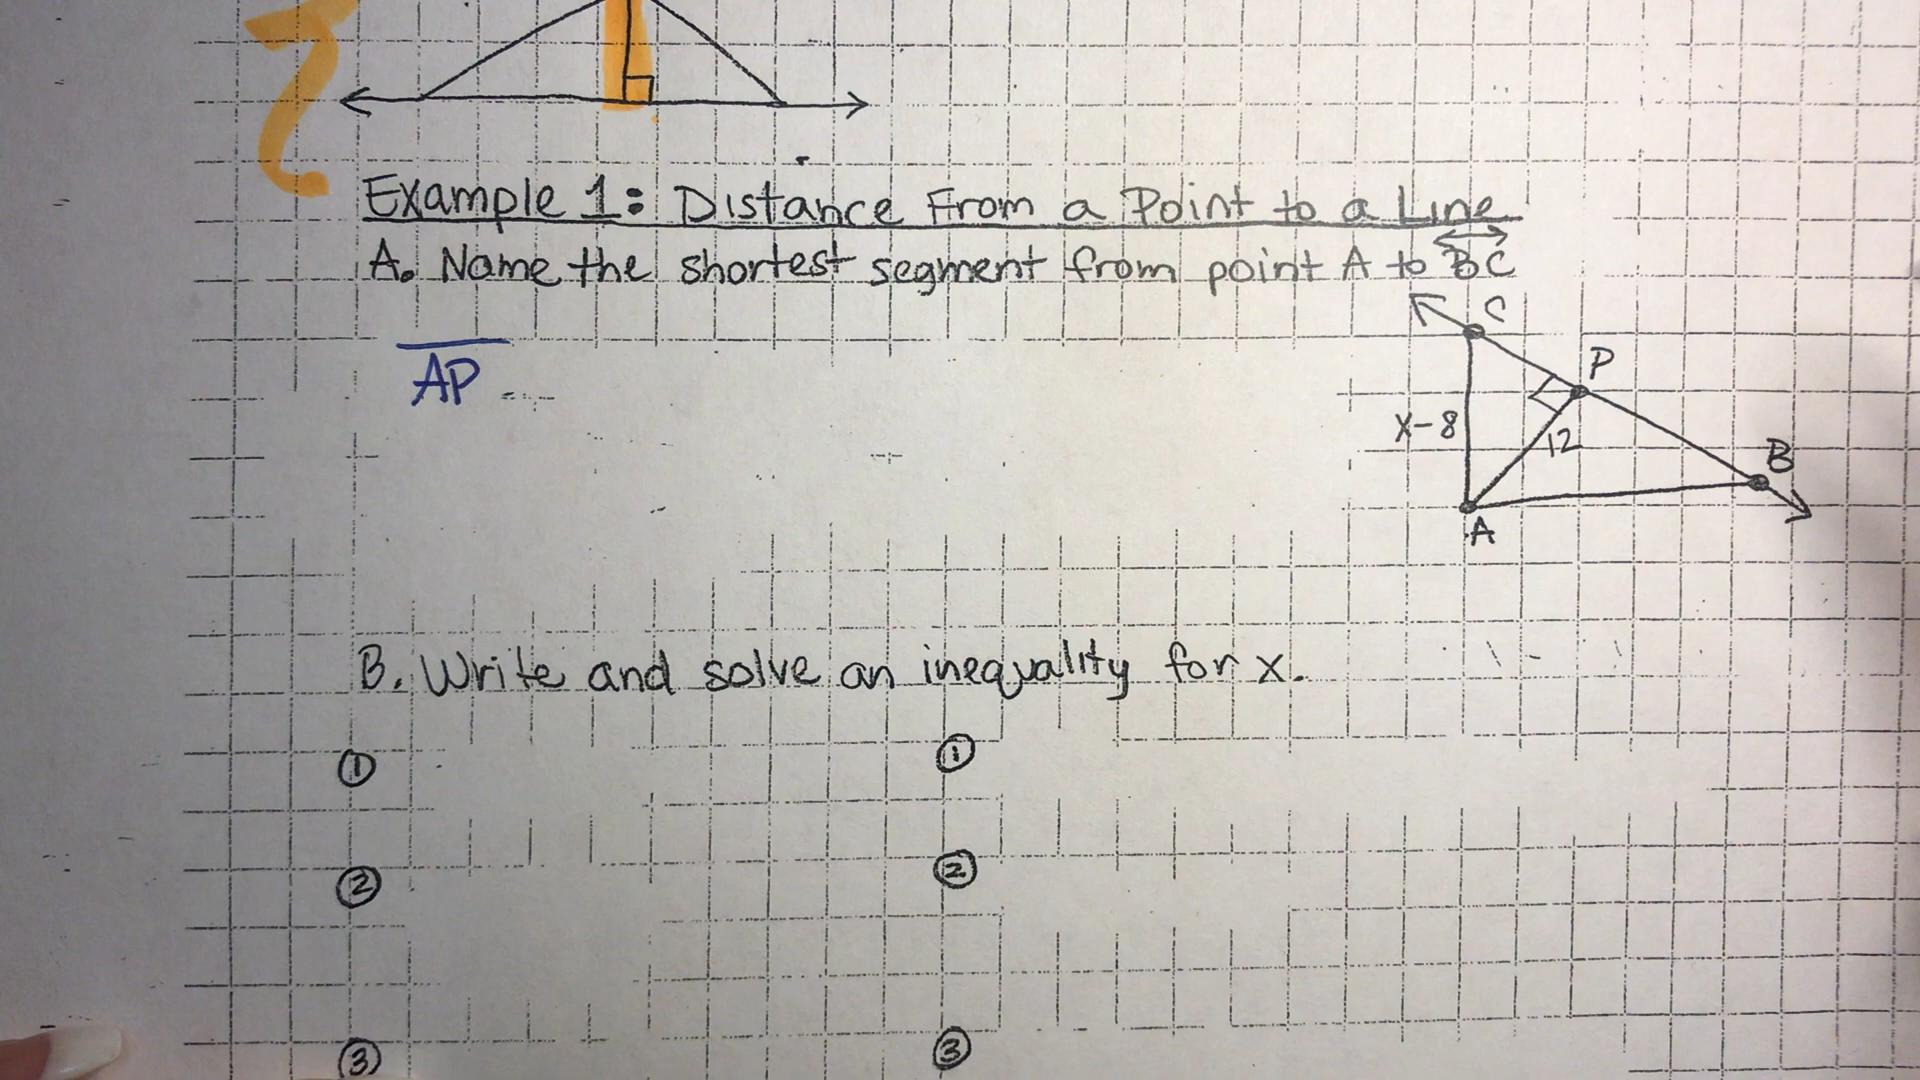 Example 1: Distance From a Point to a Line
A. Name the shortest segment from point A to BC
AP
C
P
X-8
12
B
A
B. Write and solve an inequality for x.
① ①
② ②
③ ③